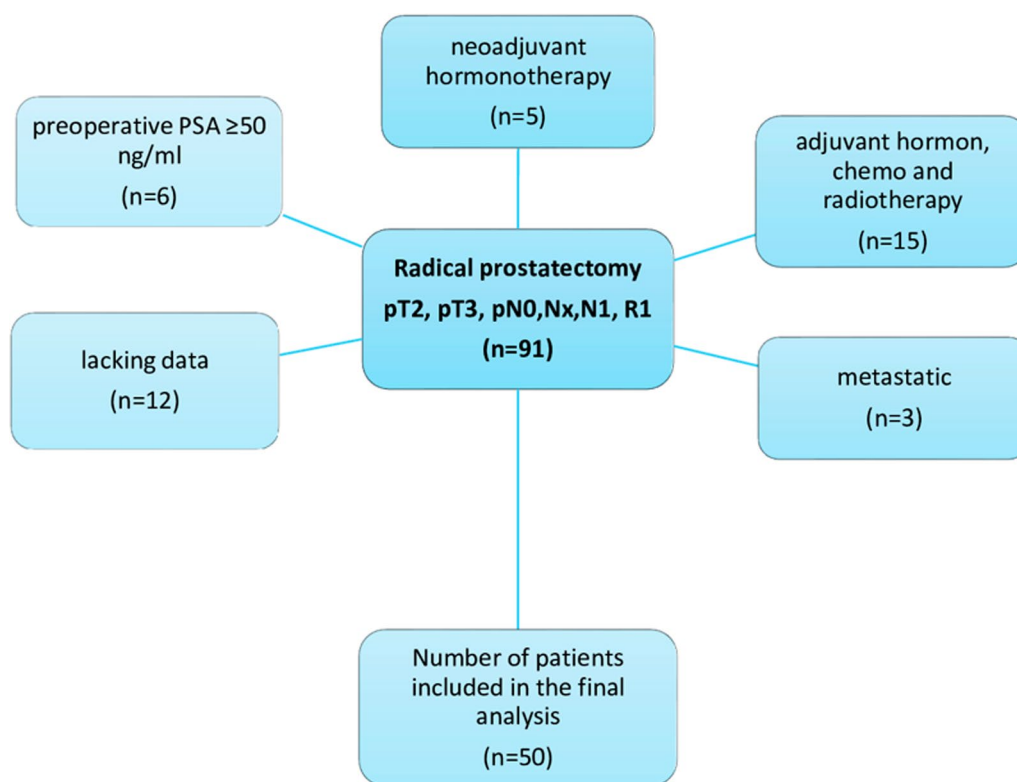 neoadjuvant
hormonotherapy
(n=5)
preoperative PSA ≥50
ng/ml
(n=6)
adjuvant hormon,
chemo and
radiotherapy
(n=15)
Radical prostatectomy
pT2, pT3, pN0,Nx,N1, R1
(n=91)
lacking data
(n=12)
metastatic
(n=3)
Number of patients
included in the final
analysis
(n=50)